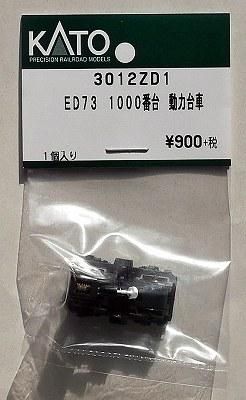 KATO
PRECISION RAILROAD MODELS
3012ZD1
ED73 1000番台 動力台車
¥900+税
1個入り